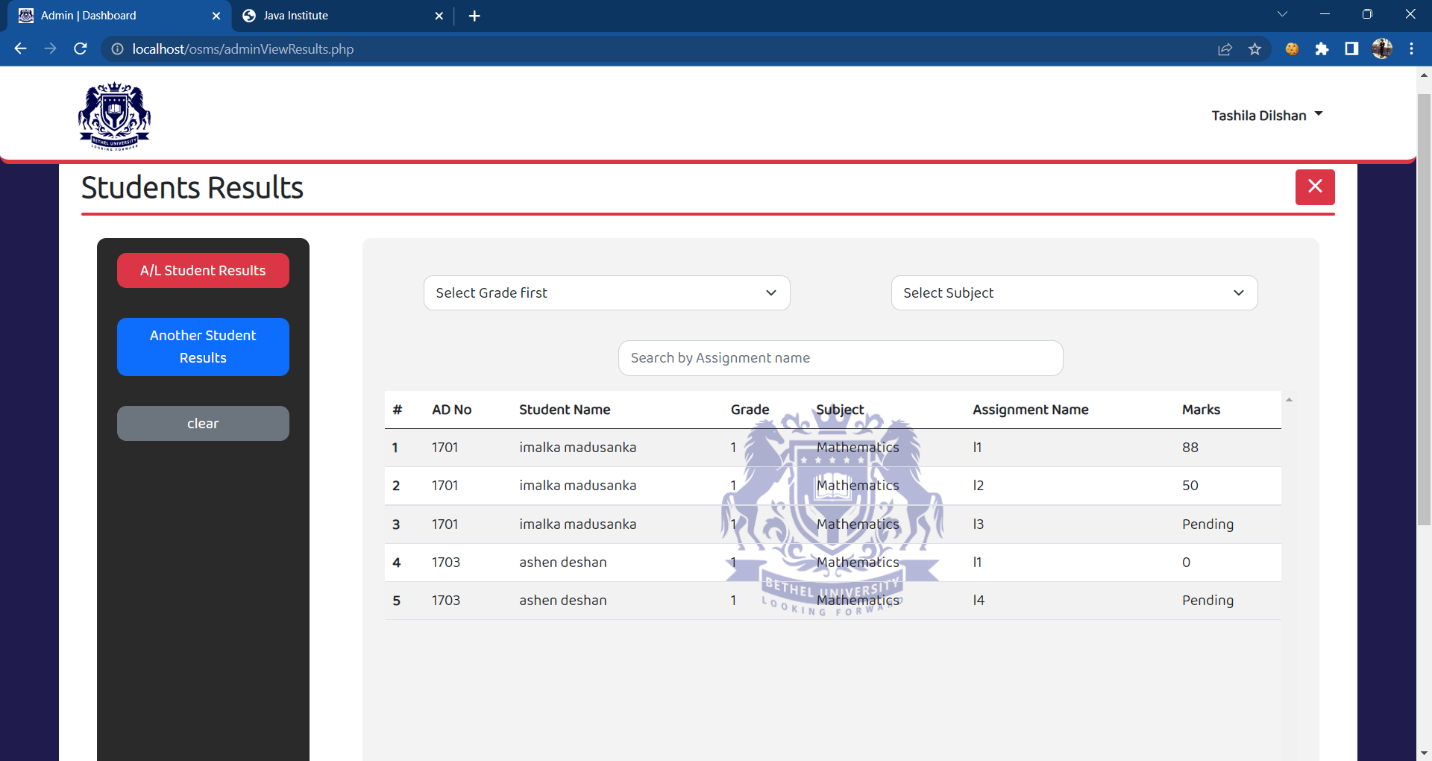 Admin | Dashboard
Java Institute
localhost/osms/adminViewResults.php
BETHEL UNIVERSITY
LOOKING FORWARD
Tashila Dilshan
Students Results
A/L Student Results
Another Student
Results
clear
Select Grade first
Select Subject
Search by Assignment name
# AD No Student Name Grade Subject Assignment Name Marks
1 1701 imalka madusanka 1 Mathematics l1 88
2 1701 imalka madusanka 1 Mathematics l2 50
3 1701 imalka madusanka 1 Mathematics l3 Pending
4 1703 ashen deshan 1 Mathematics l1 0
5 1703 ashen deshan 1 Mathematics l4 Pending
BETHEL UNIVERSITY
LOOKING FORWARD